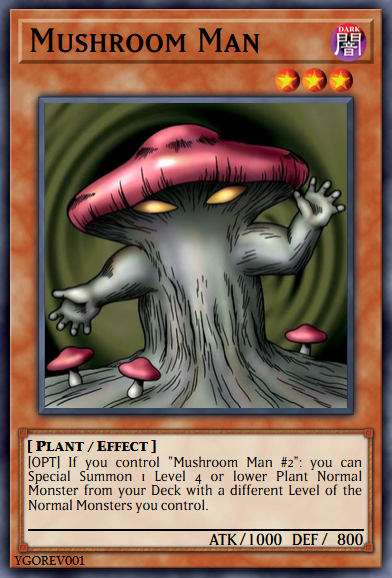 MUSHROOM MAN
DARK
闇
[ PLANT / EFFECT ]
[OPT] If you control "Mushroom Man #2": you can
Special Summon 1 Level 4 or lower Plant Normal
Monster from your Deck with a different Level of the
Normal Monsters you control.
ATK / 1000 DEF / 800
YGOREV001